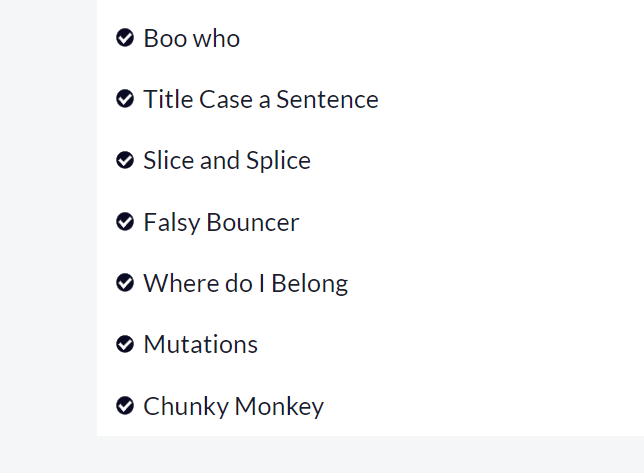 Boo who
Title Case a Sentence
Slice and Splice
Falsy Bouncer
Where do I Belong
Mutations
Chunky Monkey